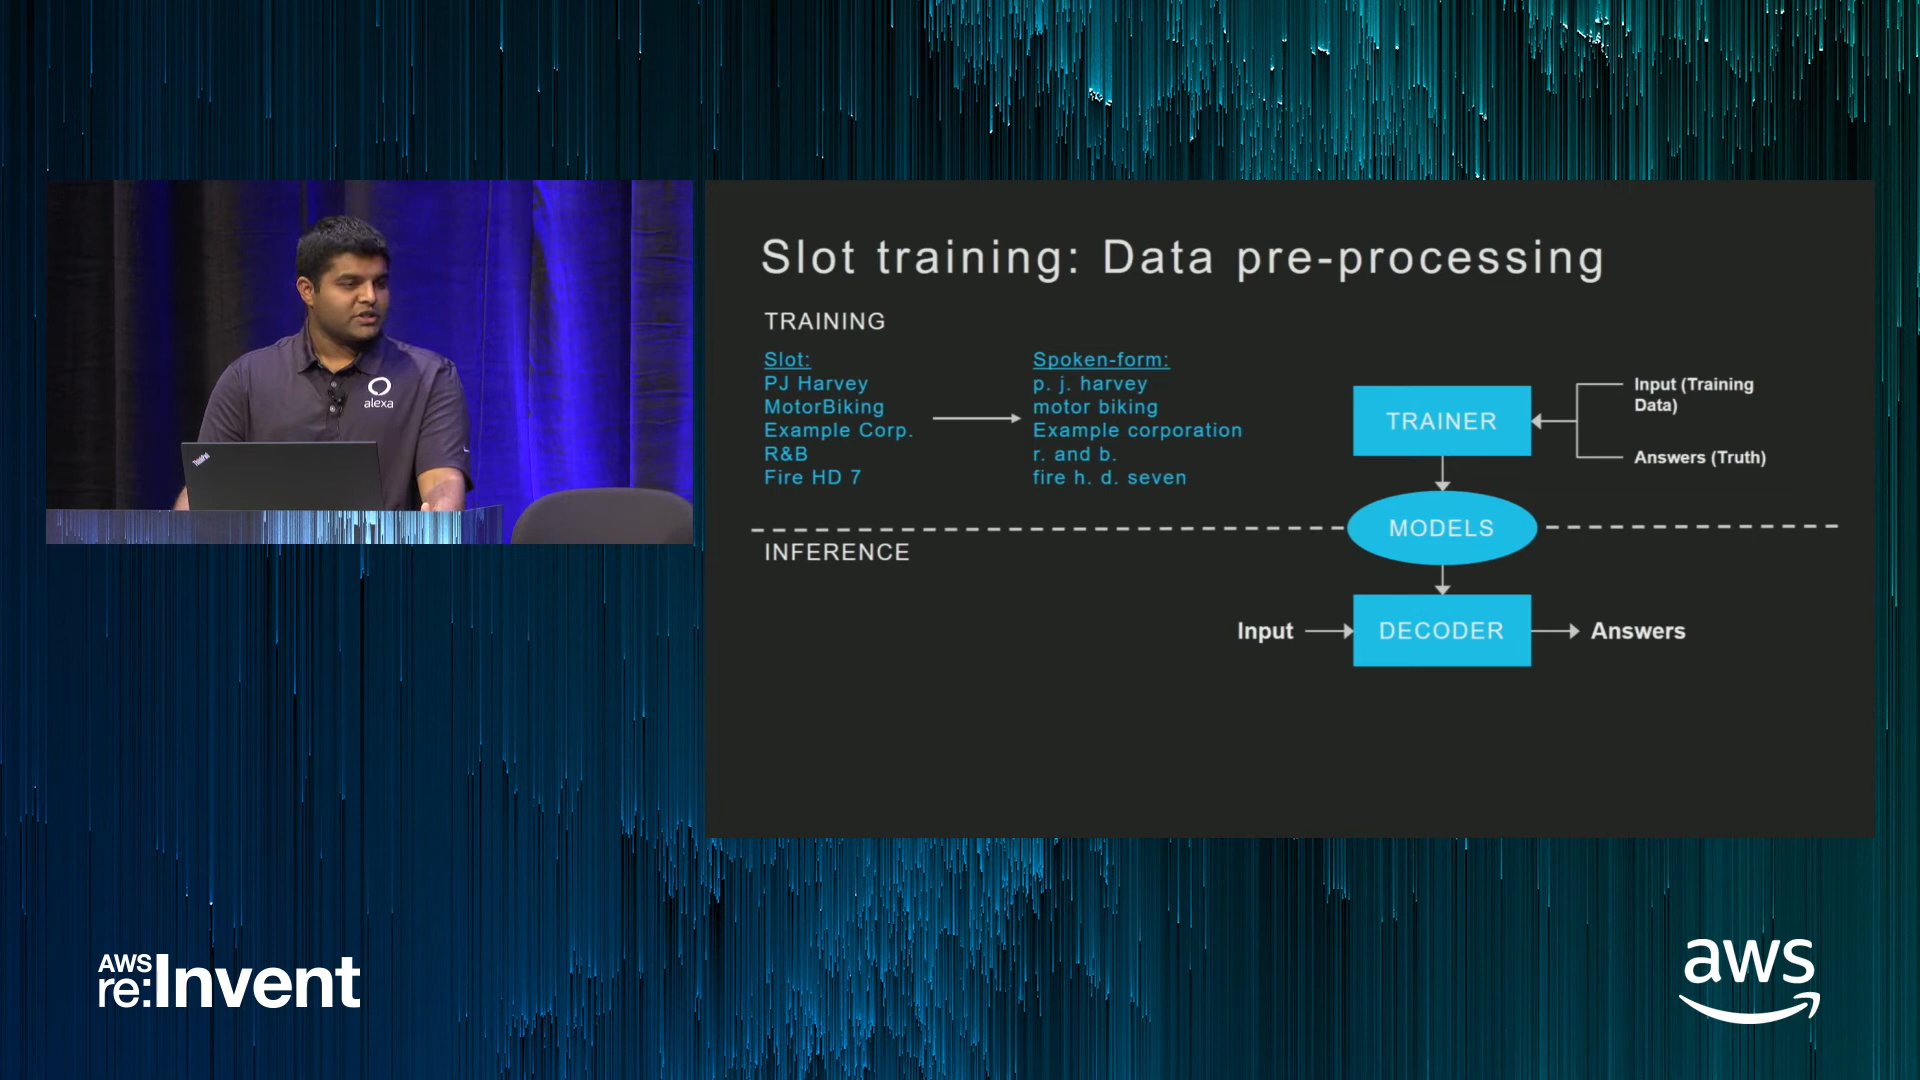 alexa
ThinkPad
Slot training: Data pre-processing
TRAINING
Slot:
PJ Harvey
MotorBiking
Example Corp.
R&B
Fire HD 7
Spoken-form:
p. j. harvey
motor biking
Example corporation
r. and b.
fire h. d. seven
TRAINER
Input (Training
Data)
Answers (Truth)
MODELS
INFERENCE
Input
DECODER
Answers
AWS
re:Invent
aws